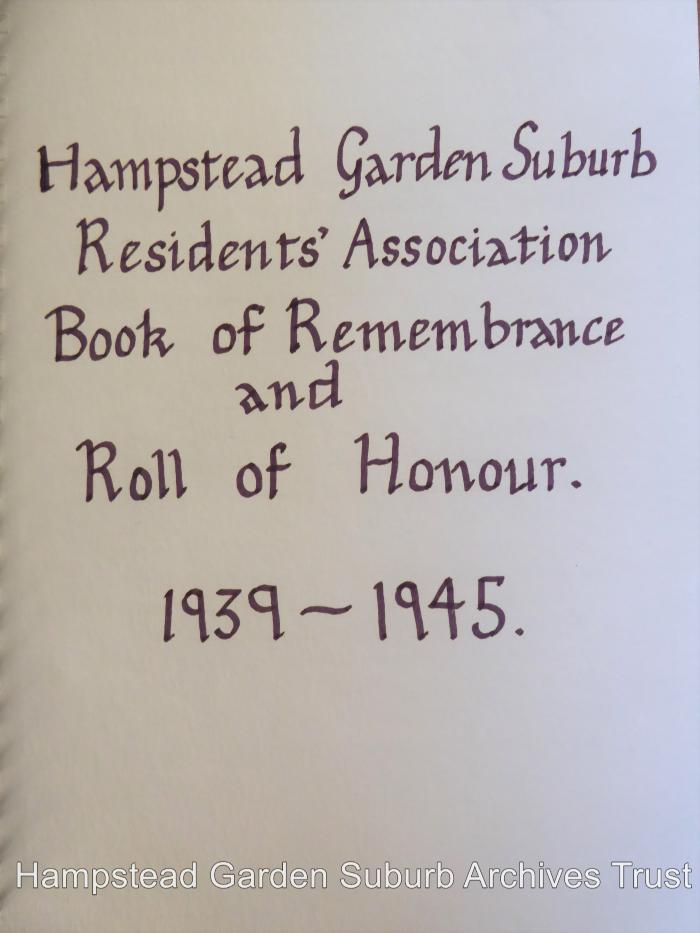 Hampstead Garden Suburb
Residents' Association
Book of Remembrance
and
Roll of Honour.
1939 ~ 1945.
Hampstead Garden Suburb Archives Trust